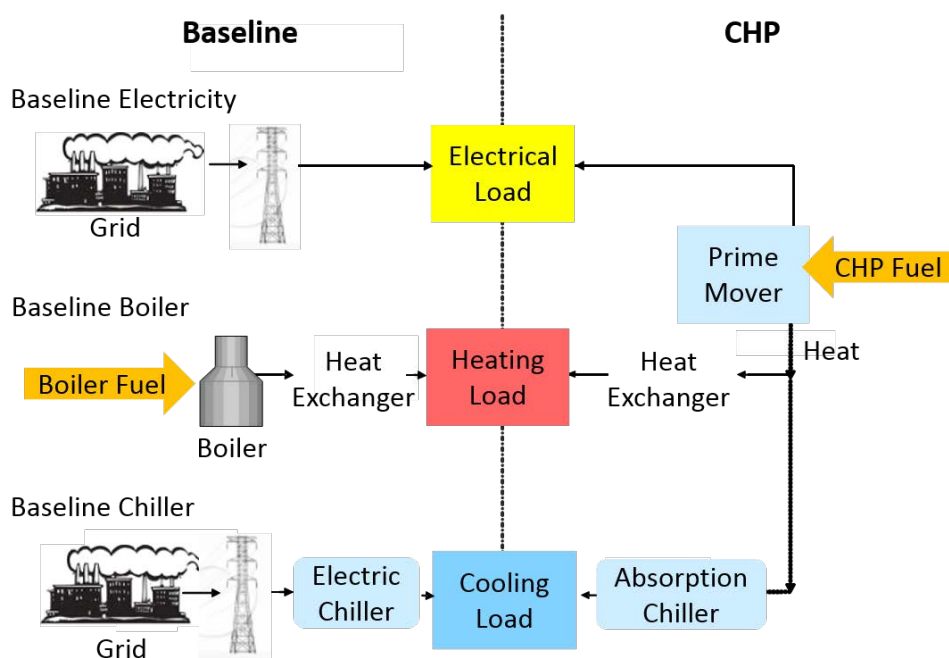 Baseline
CHP
Baseline Electricity
Grid
Electrical
Load
Prime
Mover
CHP Fuel
Baseline Boiler
Boiler Fuel
Boiler
Heat
Exchanger
Heating
Load
Heat
Exchanger
Heat
Baseline Chiller
Grid
Electric
Chiller
Cooling
Load
Absorption
Chiller